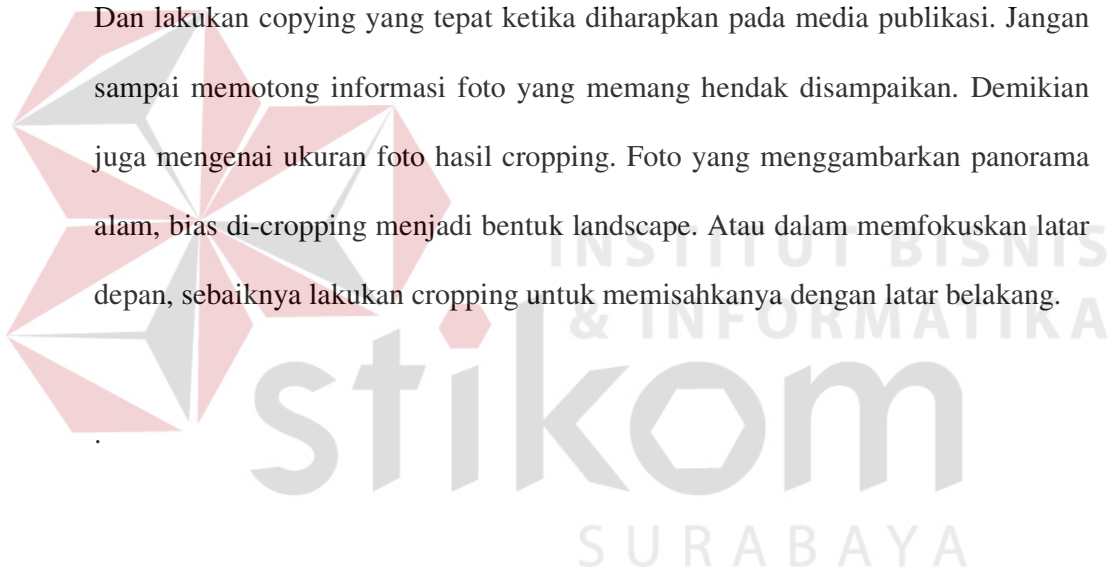 Dan lakukan copying yang tepat ketika diharapkan pada media publikasi. Jangan
sampai memotong informasi foto yang memang hendak disampaikan. Demikian
juga mengenai ukuran foto hasil cropping. Foto yang menggambarkan panorama
alam, bias di-cropping menjadi bentuk landscape. Atau dalam memfokuskan latar
depan, sebaiknya lakukan cropping untuk memisahkanya dengan latar belakang.
INSTITUT BISNIS
& INFORMATIKA
stikom
.
SURABAYA